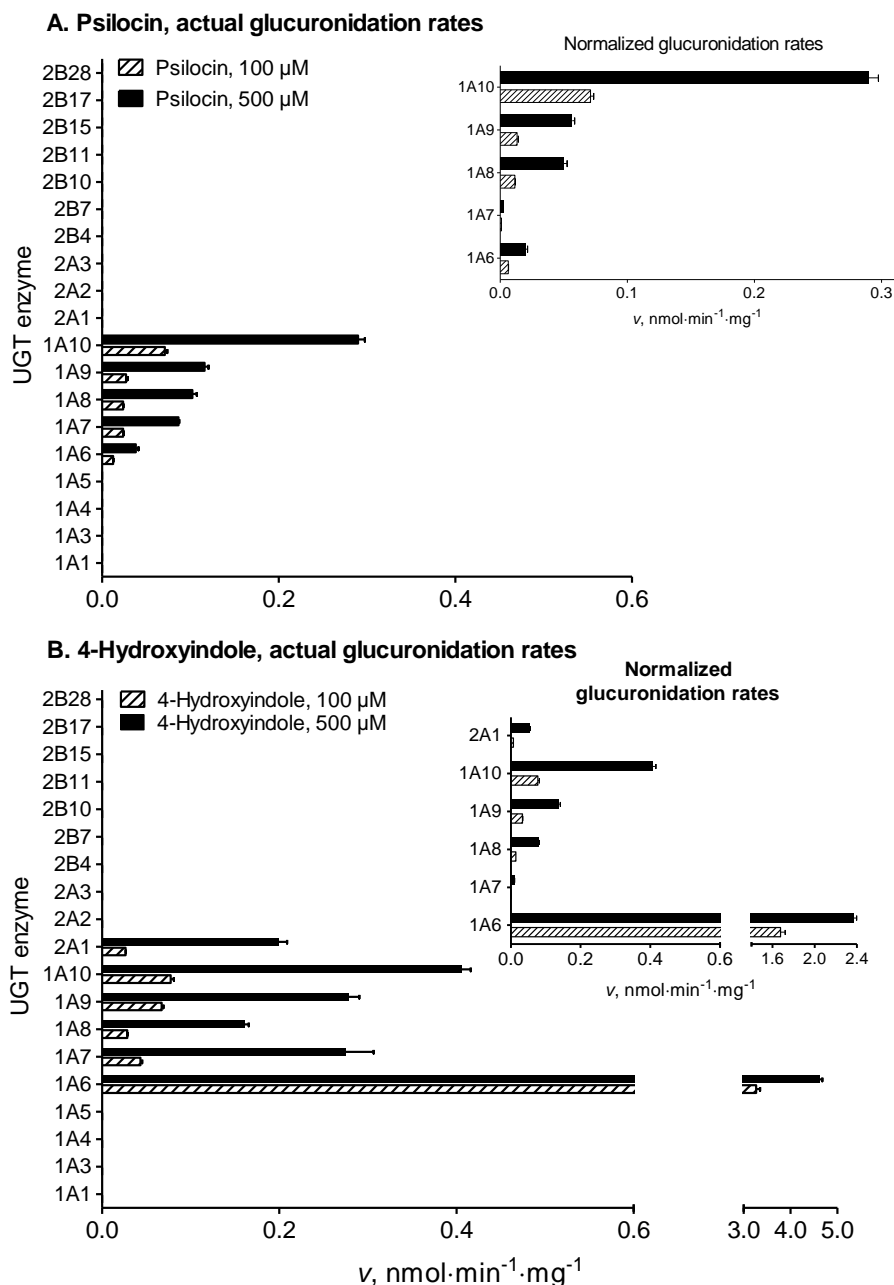 A. Psilocin, actual glucuronidation rates
Psilocin, 100 µM
Psilocin, 500 µM
UGT enzyme
2B28
2B17
2B15
2B11
2B10
2B7
2B4
2A3
2A2
2A1
1A10
1A9
1A8
1A7
1A6
1A5
1A4
1A3
1A1
0.0 0.2 0.4 0.6
Normalized glucuronidation rates
1A10
1A9
1A8
1A7
1A6
0.0 0.1 0.2 0.3
v, nmol·min⁻¹·mg⁻¹
B. 4-Hydroxyindole, actual glucuronidation rates
4-Hydroxyindole, 100 µM
4-Hydroxyindole, 500 µM
UGT enzyme
2B28
2B17
2B15
2B11
2B10
2B7
2B4
2A3
2A2
2A1
1A10
1A9
1A8
1A7
1A6
1A5
1A4
1A3
1A1
0.0 0.2 0.4 0.6 3.0 4.0 5.0
v, nmol·min⁻¹·mg⁻¹
Normalized
glucuronidation rates
2A1
1A10
1A9
1A8
1A7
1A6
0.0 0.2 0.4 0.6 1.6 2.0 2.4
v, nmol·min⁻¹·mg⁻¹